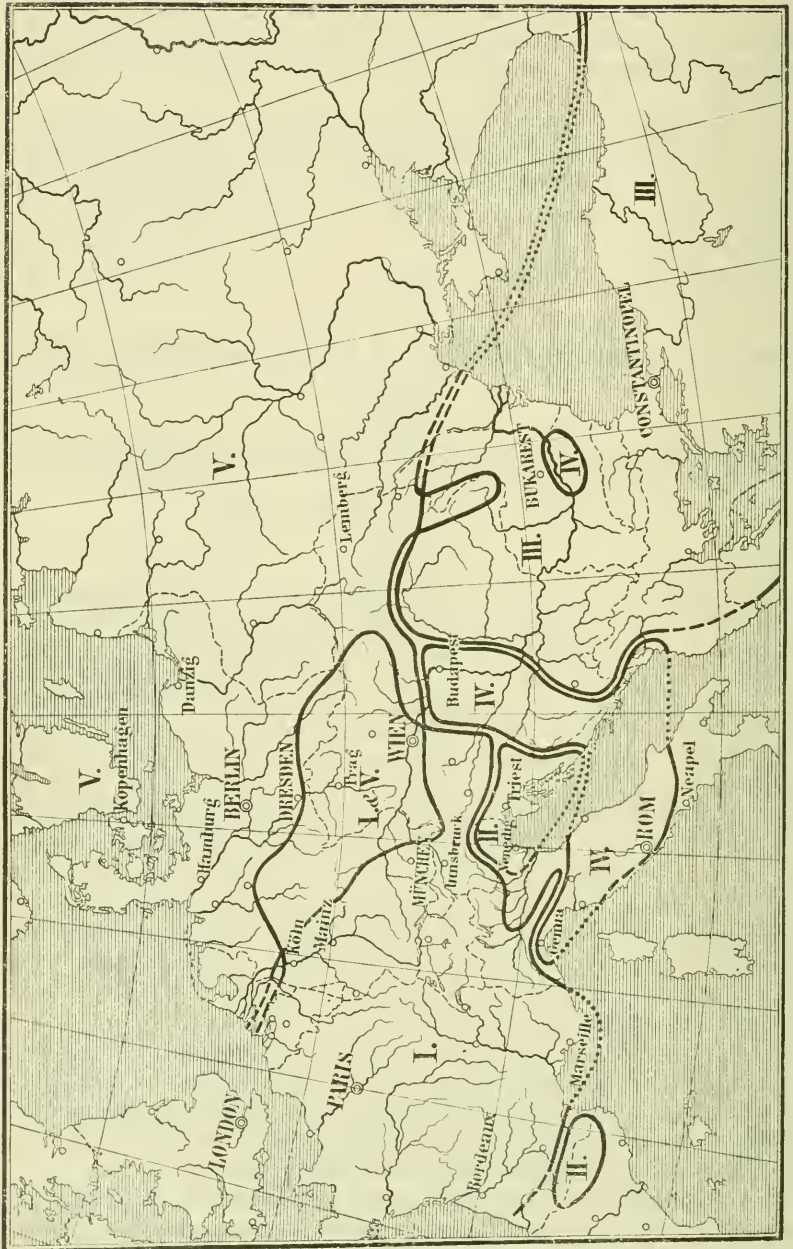 V.
Kopenhagen
Danzig
Hamburg
LONDON
BERLIN
V.
DRESDEN
Köln
Mainz
PARIS
Lemberg
Prag
I.a-V.
WIEN
MÜNCHEN
I.
Innsbruck
Budapest
Bordeaux
II.
IV.
Venedig
Triest
BUKAREST
III.
Genua
IV.
II.
Marseille
IV.
ROM
CONSTANTINOPEL
III.
Neapel